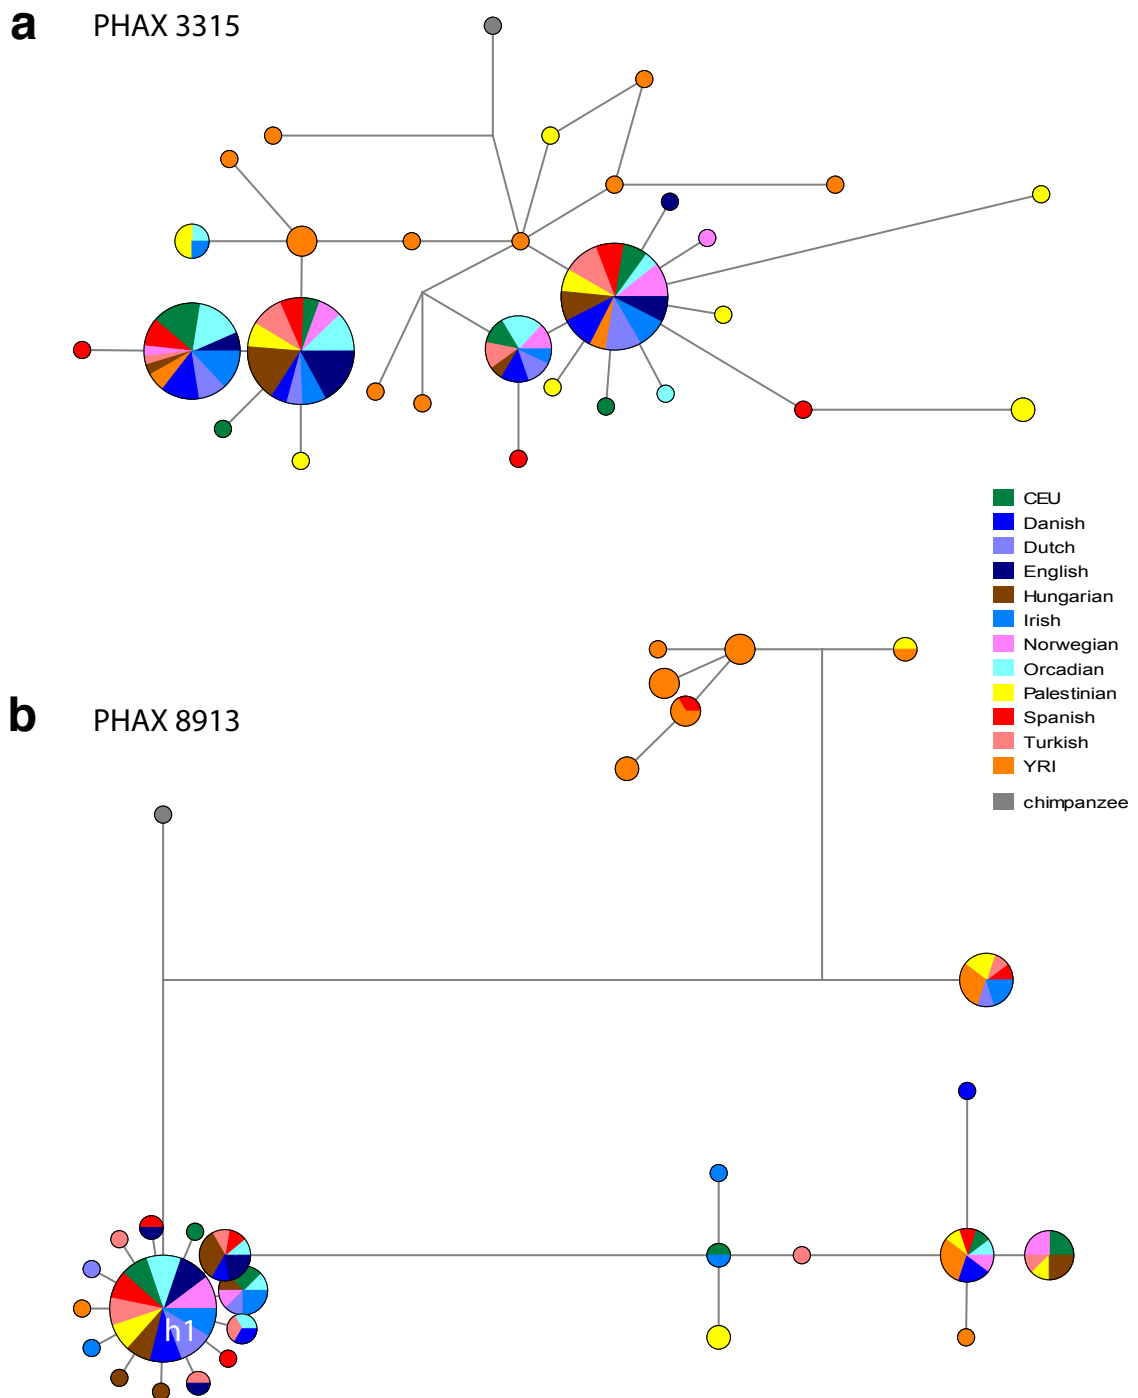 a PHAX 3315
CEU
Danish
Dutch
English
Hungarian
Irish
Norwegian
Orcadian
Palestinian
Spanish
Turkish
YRI
chimpanzee
b PHAX 8913
h1